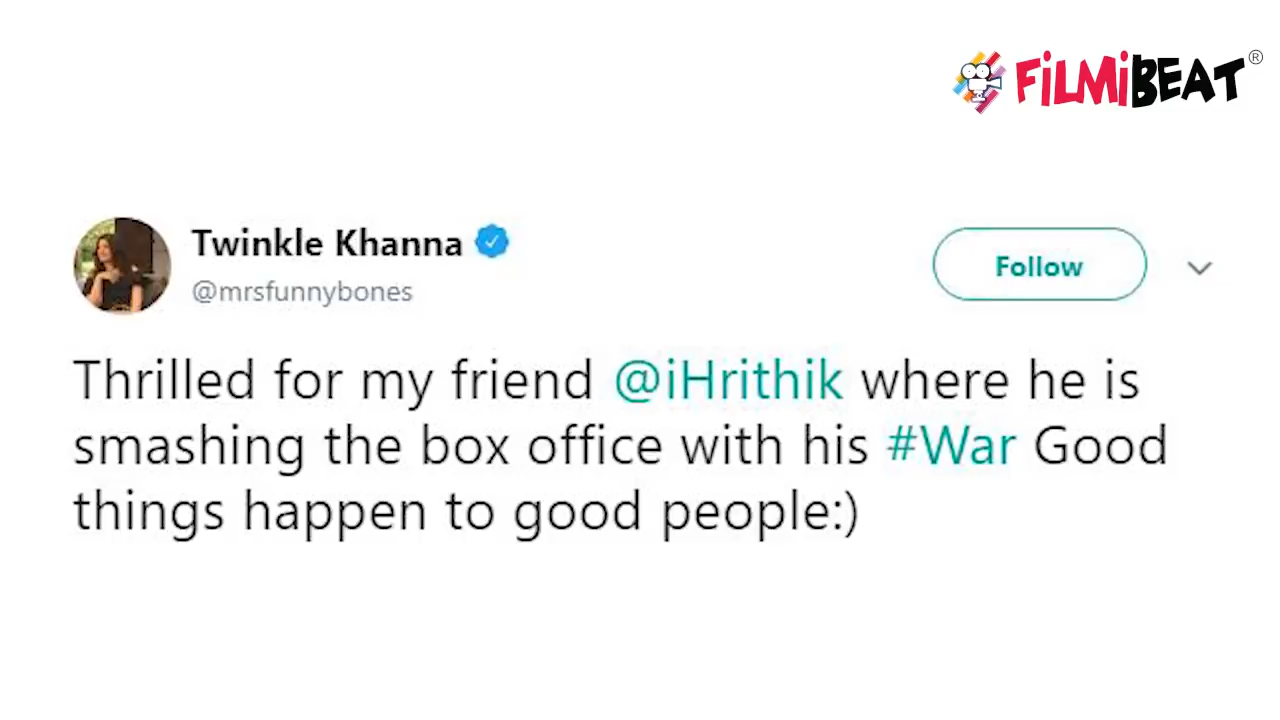 FiLMiBEAT®
Twinkle Khanna
@mrsfunnybones
Follow
Thrilled for my friend @iHrithik where he is
smashing the box office with his #War Good
things happen to good people:)